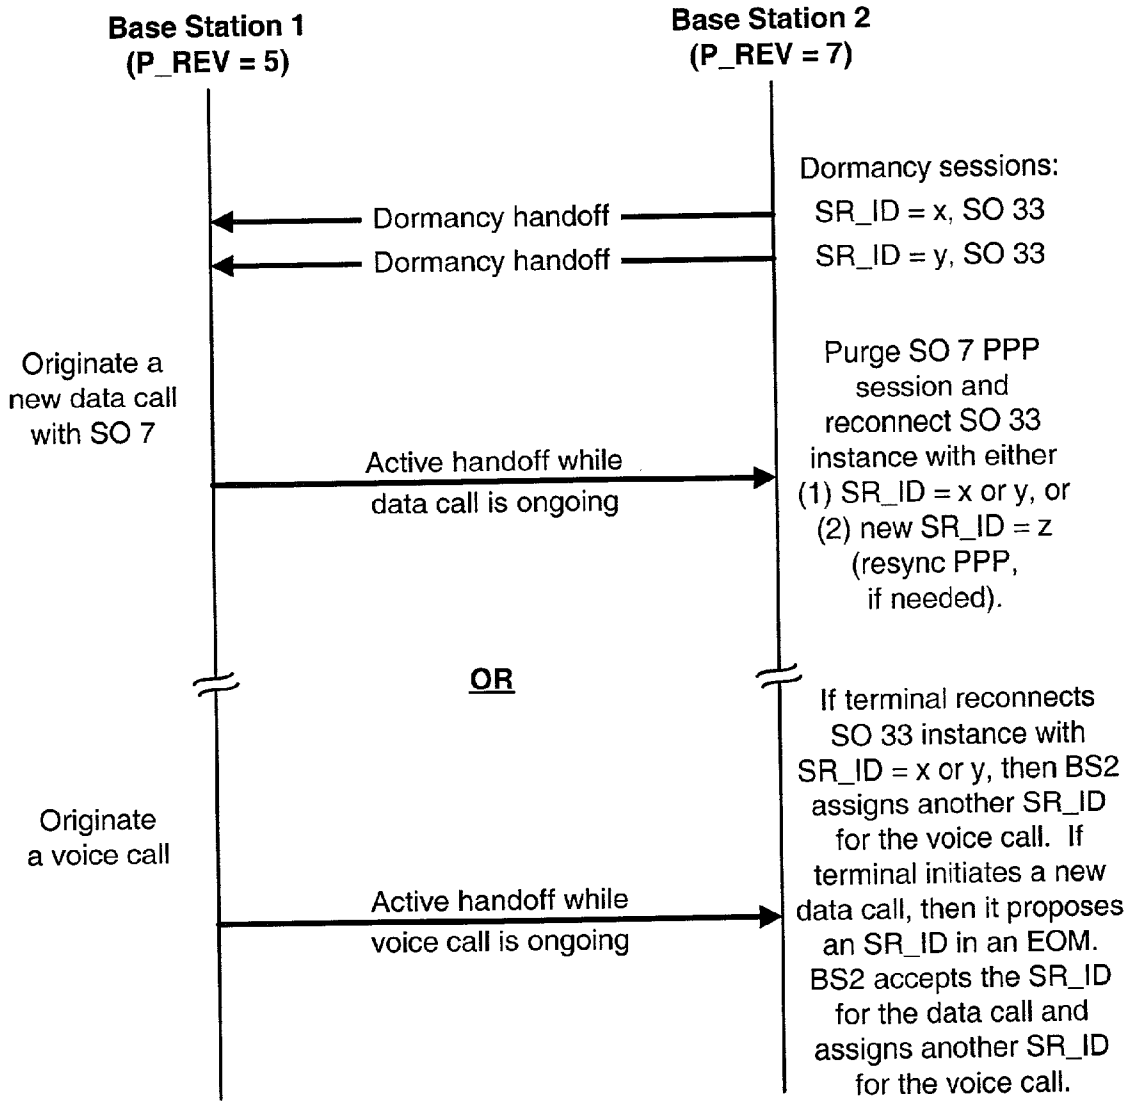 Base Station 1
(P_REV = 5)
Base Station 2
(P_REV = 7)
Dormancy sessions:
SR_ID = x, SO 33
SR_ID = y, SO 33
Dormancy handoff
Dormancy handoff
Originate a
new data call
with SO 7
Active handoff while
data call is ongoing
Purge SO 7 PPP
session and
reconnect SO 33
instance with either
(1) SR_ID = x or y, or
(2) new SR_ID = z
(resync PPP,
if needed).
OR
Originate
a voice call
Active handoff while
voice call is ongoing
If terminal reconnects
SO 33 instance with
SR_ID = x or y, then BS2
assigns another SR_ID
for the voice call. If
terminal initiates a new
data call, then it proposes
an SR_ID in an EOM.
BS2 accepts the SR_ID
for the data call and
assigns another SR_ID
for the voice call.